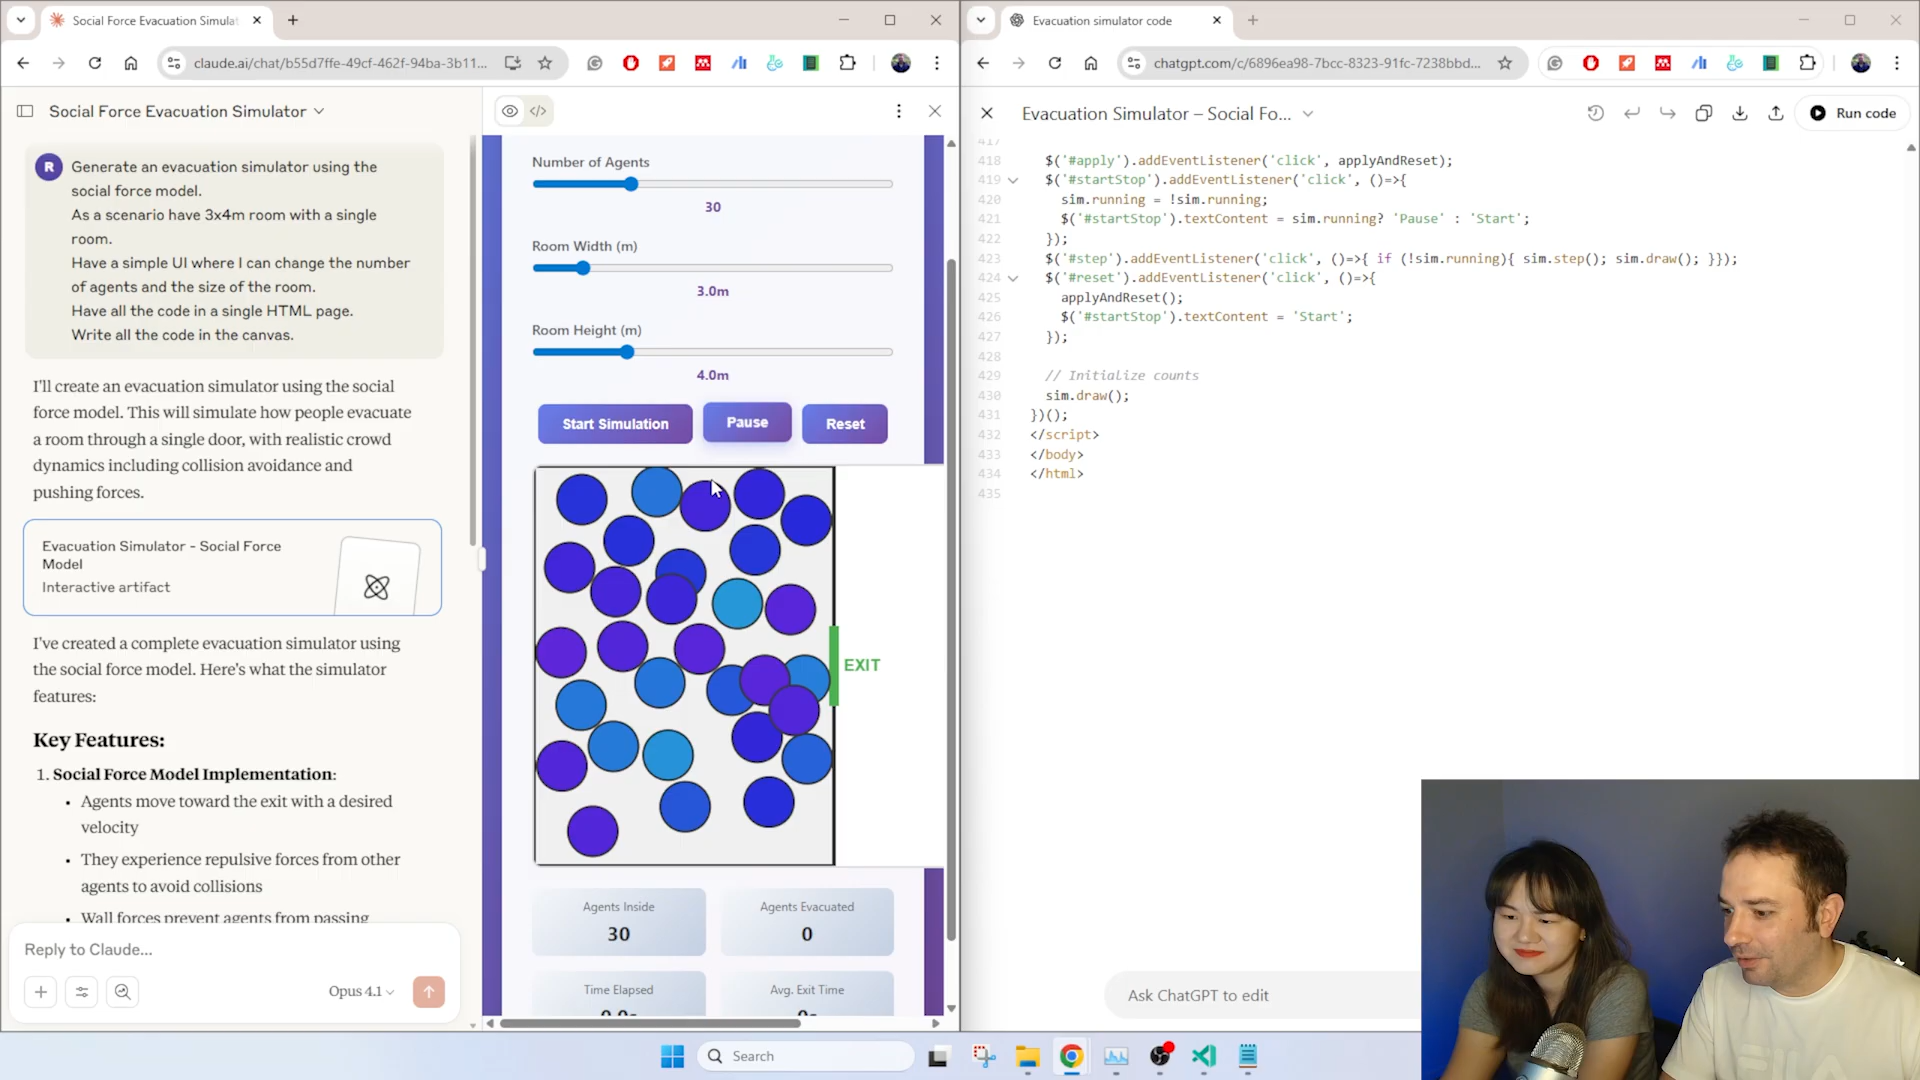 Social Force Evacuation Simulat
claude.ai/chat/b55d7ffe-49cf-462f-94ba-3b11...
Social Force Evacuation Simulator
R
Generate an evacuation simulator using the
social force model.
As a scenario have 3x4m room with a single
room.
Have a simple UI where I can change the number
of agents and the size of the room.
Have all the code in a single HTML page.
Write all the code in the canvas.
I'll create an evacuation simulator using the social
force model. This will simulate how people evacuate
a room through a single door, with realistic crowd
dynamics including collision avoidance and
pushing forces.
Evacuation Simulator - Social Force
Model
Interactive artifact
I've created a complete evacuation simulator using
the social force model. Here's what the simulator
features:
Key Features:
1. Social Force Model Implementation:
• Agents move toward the exit with a desired
velocity
• They experience repulsive forces from other
agents to avoid collisions
• Wall forces prevent agents from passing
Reply to Claude...
Opus 4.1
Number of Agents
30
Room Width (m)
3.0m
Room Height (m)
4.0m
Start Simulation
Pause
Reset
EXIT
Agents Inside
30
Agents Evacuated
0
Time Elapsed
0.0s
Avg. Exit Time
0s
Evacuation simulator code
chatgpt.com/c/6896ea98-7bcc-8323-91fc-7238bbd...
Evacuation Simulator – Social Fo...
Run code
417
418 $('#apply').addEventListener('click', applyAndReset);
419 $('#startStop').addEventListener('click', ()=>{
420 sim.running = !sim.running;
421 $('#startStop').textContent = sim.running? 'Pause' : 'Start';
422 });
423 $('#step').addEventListener('click', ()=>{ if (!sim.running){ sim.step(); sim.draw(); }});
424 $('#reset').addEventListener('click', ()=>{
425 applyAndReset();
426 $('#startStop').textContent = 'Start';
427 });
428
429 // Initialize counts
430 sim.draw();
431 })();
432 </script>
433 </body>
434 </html>
435
Ask ChatGPT to edit
Search